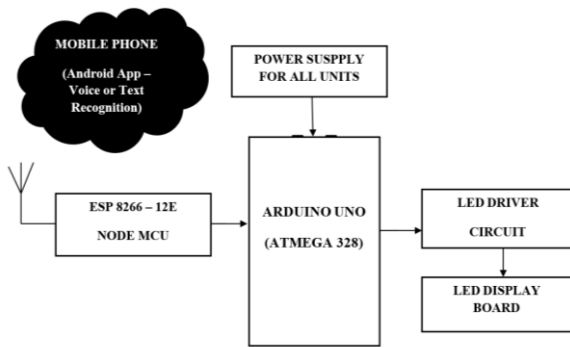 MOBILE PHONE
(Android App –
Voice or Text
Recognition)
POWER SUSPPLY
FOR ALL UNITS
ESP 8266 – 12E
NODE MCU
ARDUINO UNO
(ATMEGA 328)
LED DRIVER
CIRCUIT
LED DISPLAY
BOARD